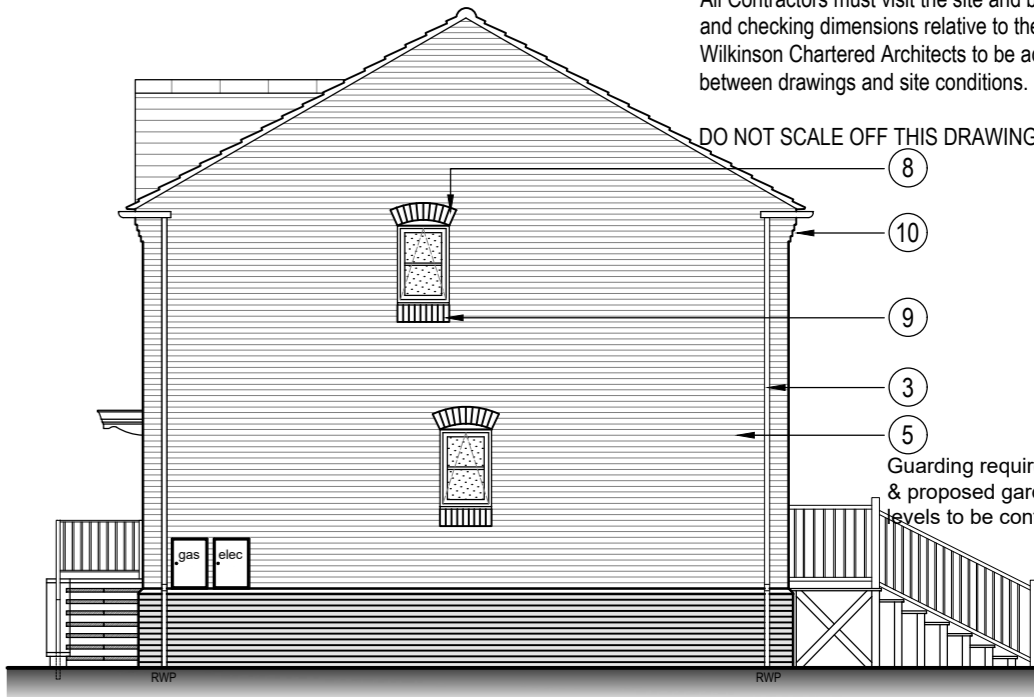 All Contractors must visit the site and b
and checking dimensions relative to the
Wilkinson Chartered Architects to be a
between drawings and site conditions.
DO NOT SCALE OFF THIS DRAWING
8
10
9
3
5
Guarding requir
& proposed gar
levels to be con
gas elec
RWP RWP